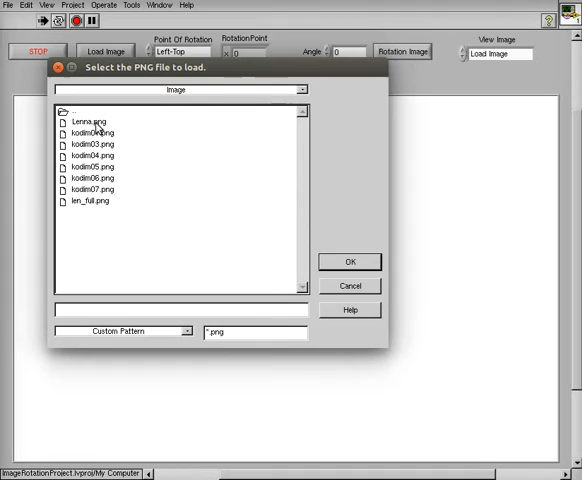 File Edit View Project Operate Tools Window Help
?
1
STOP
Load Image
Point Of Rotation
Left-Top
RotationPoint
x 0
Angle
0
Rotation Image
View Image
Load Image
Select the PNG file to load.
Image
..
Lenna.png
.png
kodim03.png
kodim04.png
kodim05.png
kodim06.png
kodim07.png
len_full.png
OK
Cancel
Help
Custom Pattern
*.png
ImageRotationProject.lvproj/My Computer